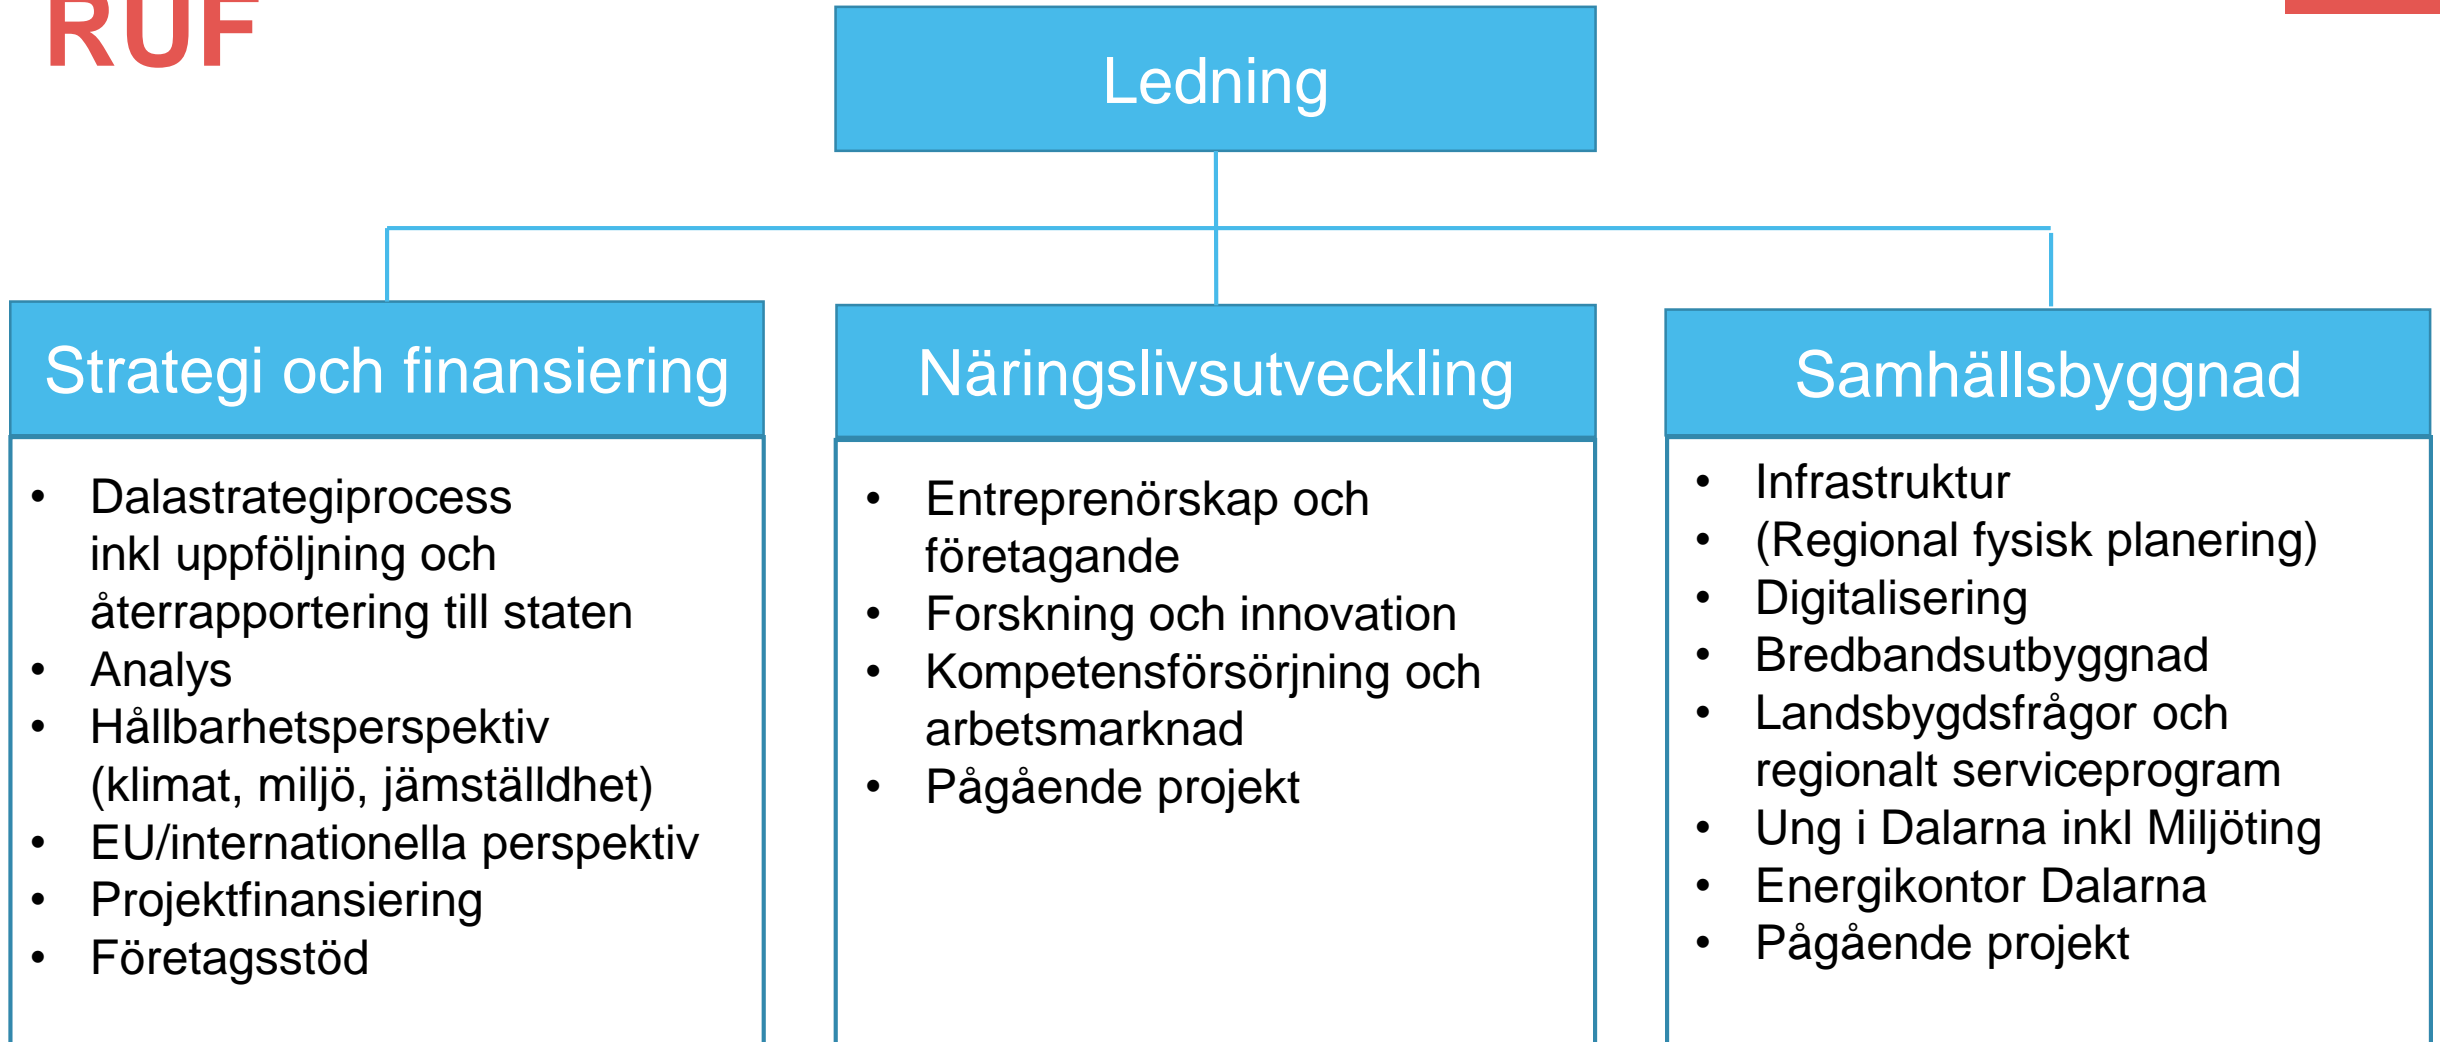 RUF
Ledning
Strategi och finansiering
• Dalastrategiprocess
inkl uppföljning och
återrapportering till staten
• Analys
• Hållbarhetsperspektiv
(klimat, miljö, jämställdhet)
• EU/internationella perspektiv
• Projektfinansiering
• Företagsstöd
Näringslivsutveckling
• Entreprenörskap och
företagande
• Forskning och innovation
• Kompetensförsörjning och
arbetsmarknad
• Pågående projekt
Samhällsbyggnad
• Infrastruktur
• (Regional fysisk planering)
• Digitalisering
• Bredbandsutbyggnad
• Landsbygdsfrågor och
regionalt serviceprogram
• Ung i Dalarna inkl Miljöting
• Energikontor Dalarna
• Pågående projekt